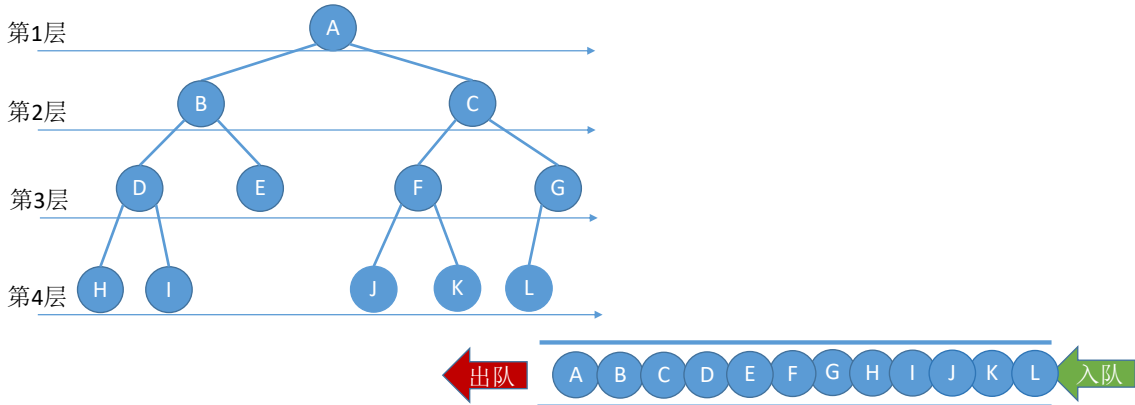 第1层
A
第2层
B C
第3层
D E F G
第4层
H I J K L
出队 A B C D E F G H I J K L 入队